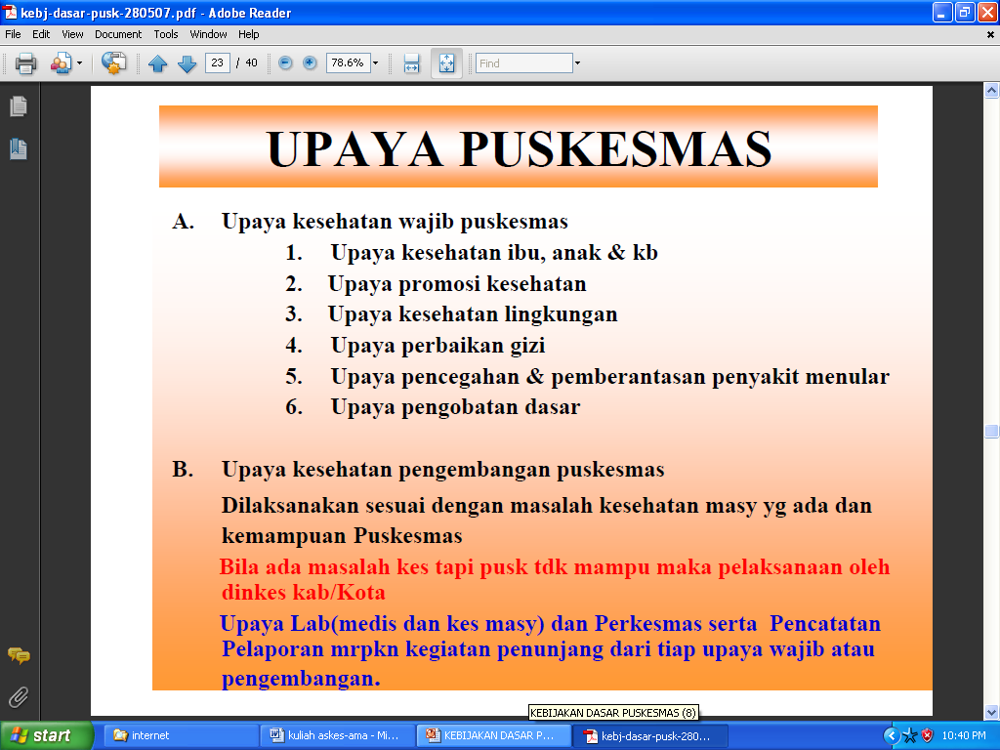 kebj-dasar-pusk-280507.pdf - Adobe Reader
File Edit View Document Tools Window Help
23 / 40 78.6% Find
UPAYA PUSKESMAS
A. Upaya kesehatan wajib puskesmas
1. Upaya kesehatan ibu, anak & kb
2. Upaya promosi kesehatan
3. Upaya kesehatan lingkungan
4. Upaya perbaikan gizi
5. Upaya pencegahan & pemberantasan penyakit menular
6. Upaya pengobatan dasar
B. Upaya kesehatan pengembangan puskesmas
Dilaksanakan sesuai dengan masalah kesehatan masy yg ada dan
kemampuan Puskesmas
Bila ada masalah kes tapi pusk tdk mampu maka pelaksanaan oleh
dinkes kab/Kota
Upaya Lab(medis dan kes masy) dan Perkesmas serta Pencatatan
Pelaporan mrpkn kegiatan penunjang dari tiap upaya wajib atau
pengembangan.
KEBIJAKAN DASAR PUSKESMAS (8)
start internet kuliah askes-ama - Mi... KEBIJAKAN DASAR P... kebj-dasar-pusk-280... 10:40 PM